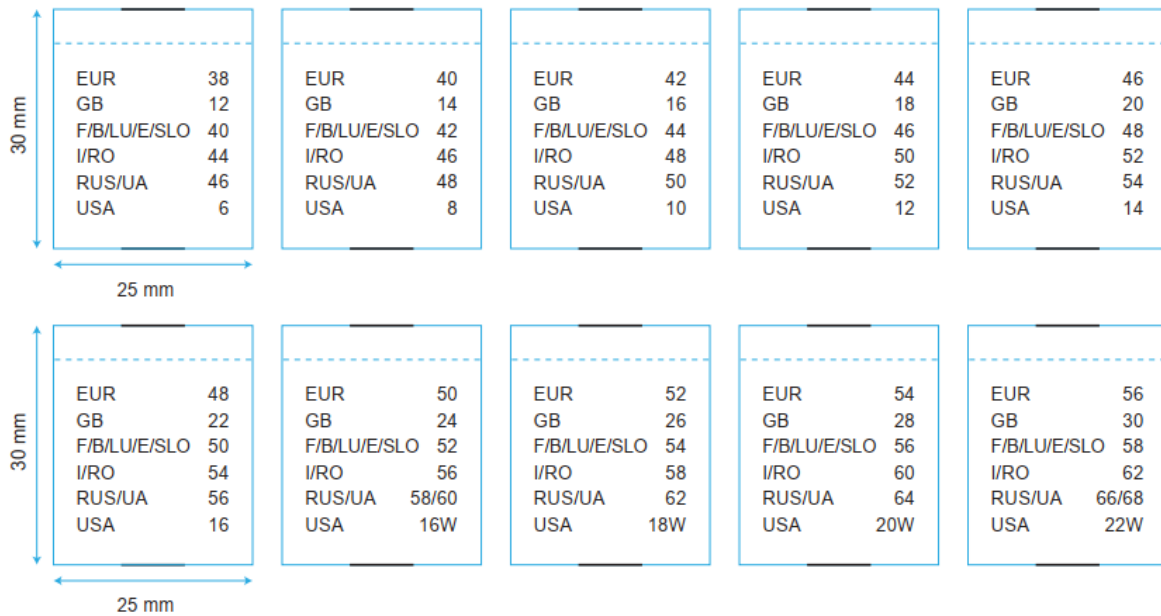 30 mm
EUR 38
GB 12
F/B/LU/E/SLO 40
I/RO 44
RUS/UA 46
USA 6
EUR 40
GB 14
F/B/LU/E/SLO 42
I/RO 46
RUS/UA 48
USA 8
EUR 42
GB 16
F/B/LU/E/SLO 44
I/RO 48
RUS/UA 50
USA 10
EUR 44
GB 18
F/B/LU/E/SLO 46
I/RO 50
RUS/UA 52
USA 12
EUR 46
GB 20
F/B/LU/E/SLO 48
I/RO 52
RUS/UA 54
USA 14
25 mm
30 mm
EUR 48
GB 22
F/B/LU/E/SLO 50
I/RO 54
RUS/UA 56
USA 16
EUR 50
GB 24
F/B/LU/E/SLO 52
I/RO 56
RUS/UA 58/60
USA 16W
EUR 52
GB 26
F/B/LU/E/SLO 54
I/RO 58
RUS/UA 62
USA 18W
EUR 54
GB 28
F/B/LU/E/SLO 56
I/RO 60
RUS/UA 64
USA 20W
EUR 56
GB 30
F/B/LU/E/SLO 58
I/RO 62
RUS/UA 66/68
USA 22W
25 mm